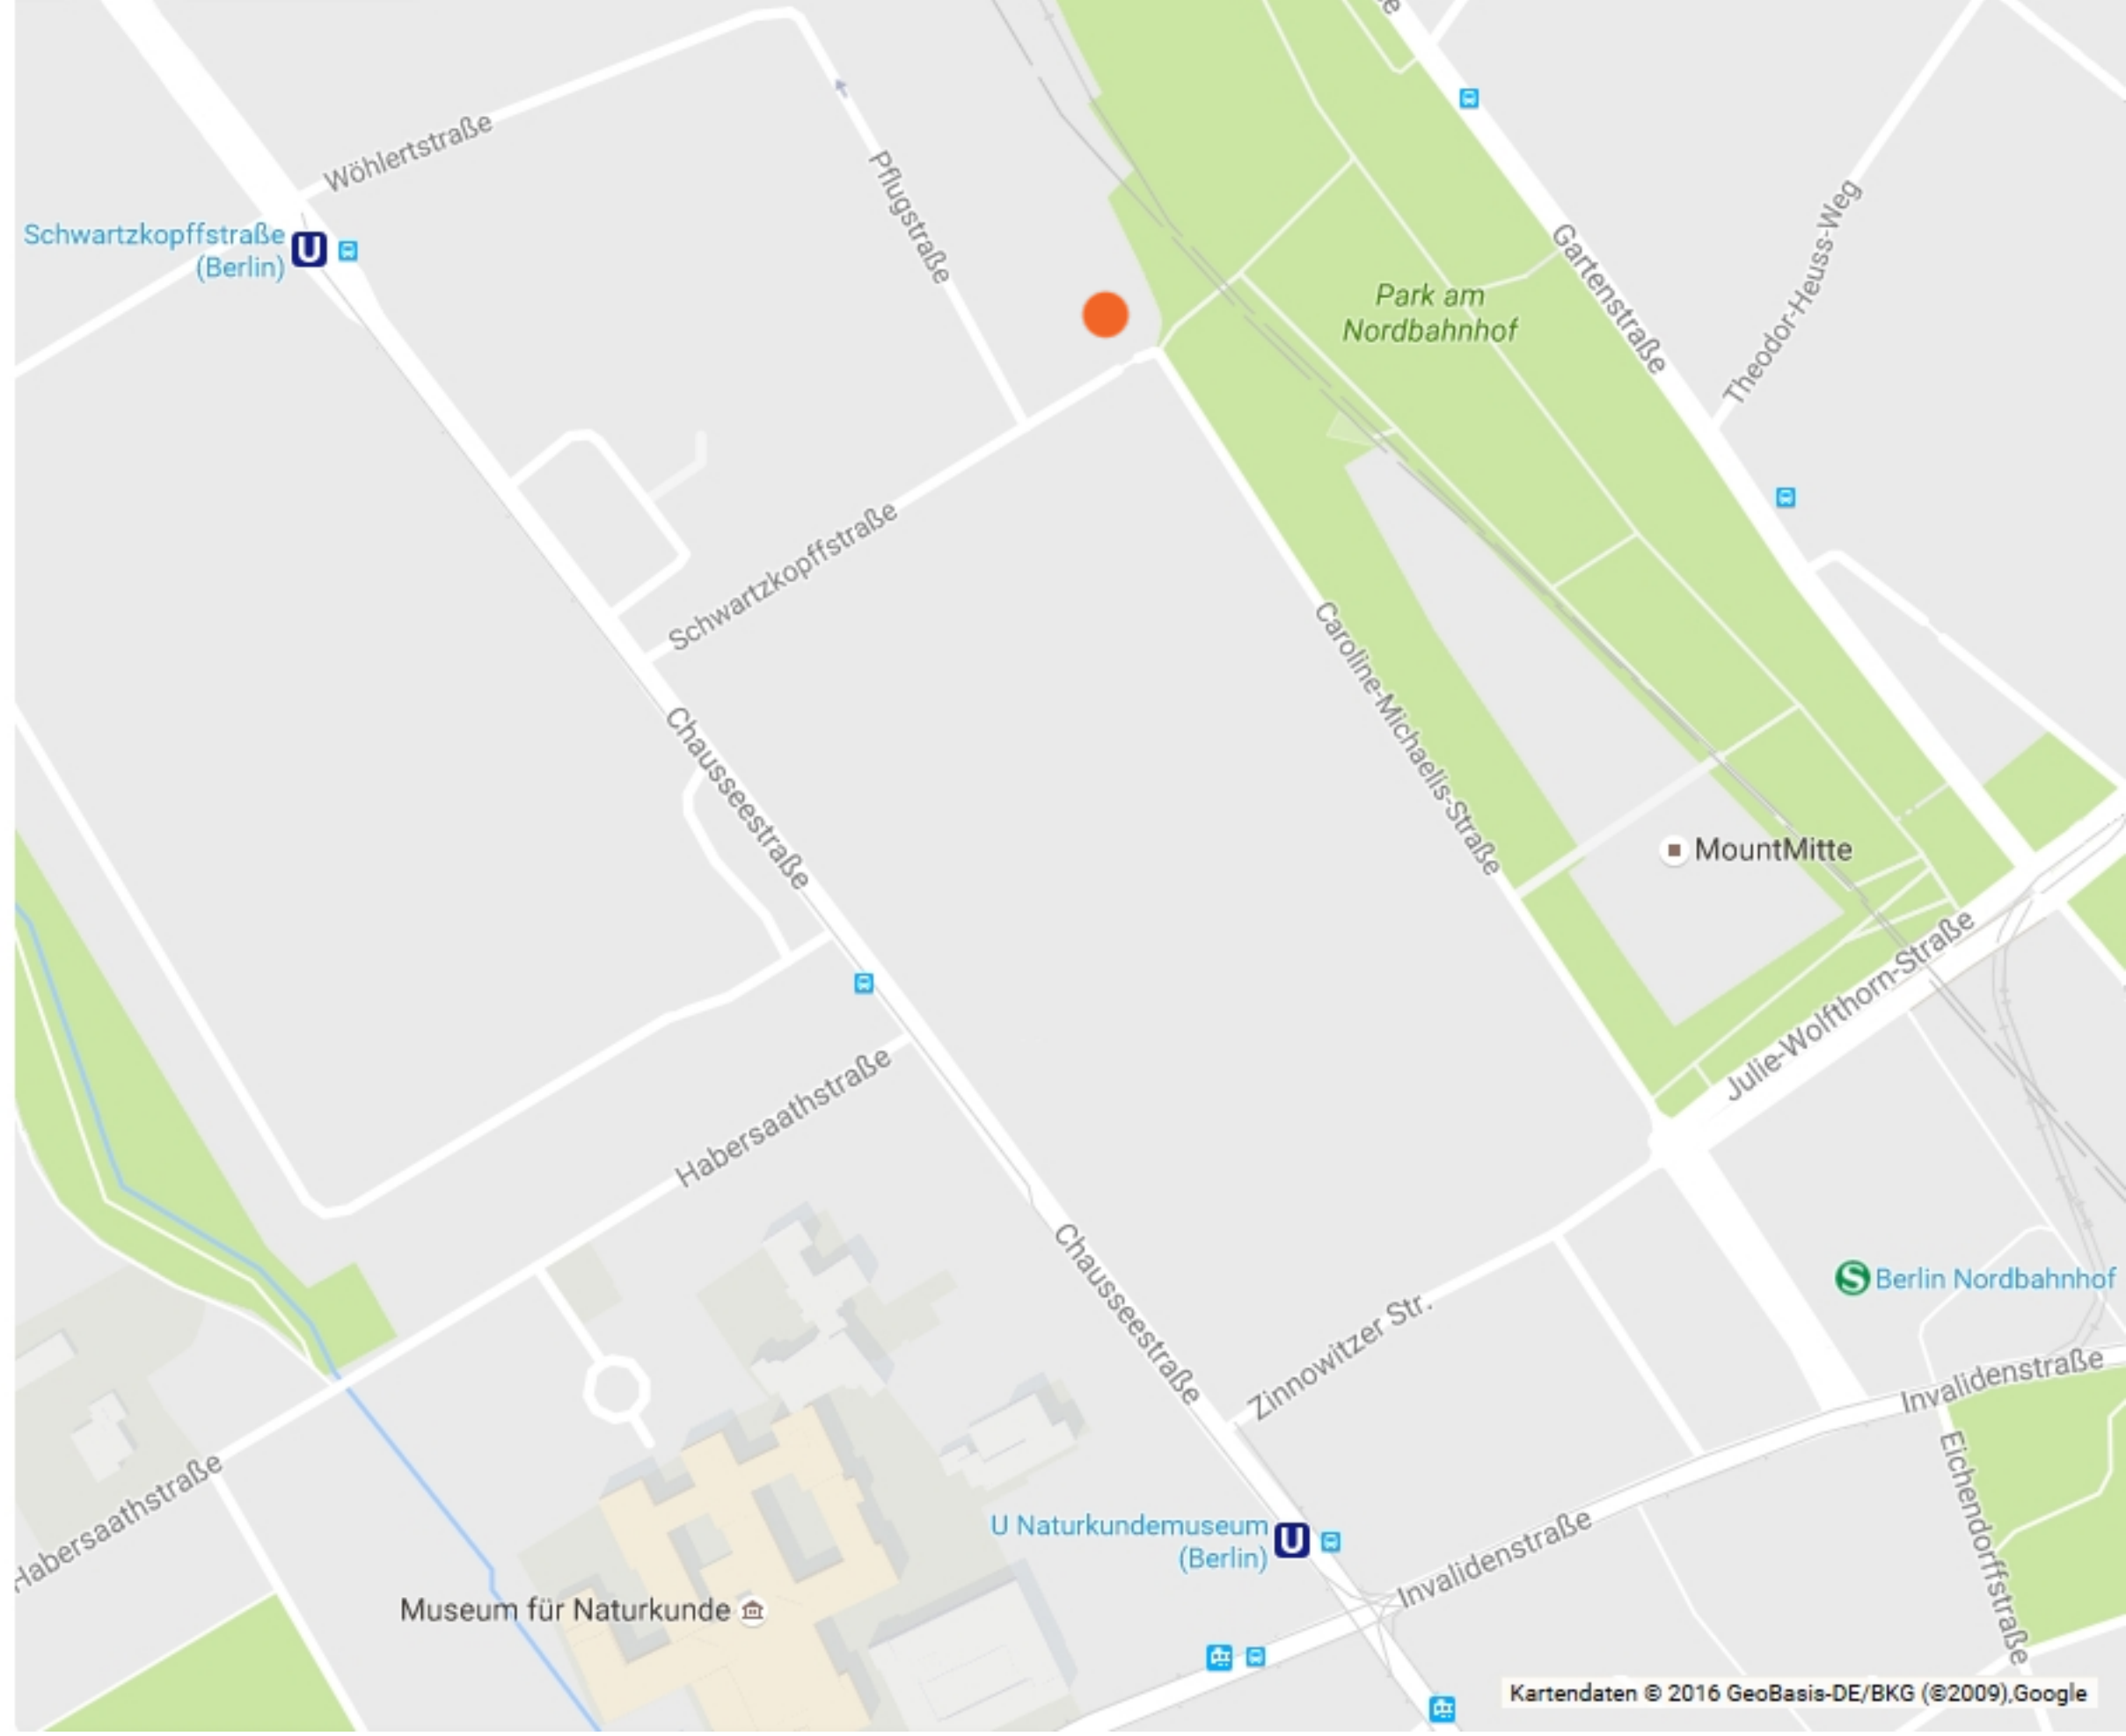 Wöhlertstraße
Pflugstraße
Schwartzkopffstraße
(Berlin)
U
Gartenstraße
Theodor-Heuss-Weg
Park am
Nordbahnhof
Schwartzkopffstraße
Caroline-Michaelis-Straße
Chausseestraße
MountMitte
Julie-Wolfthorn-Straße
Habersaathstraße
Chausseestraße
S Berlin Nordbahnhof
Zinnowitzer Str.
Invalidenstraße
Habersaathstraße
Eichendorffstraße
U Naturkundemuseum
(Berlin)
U
Invalidenstraße
Museum für Naturkunde
Kartendaten © 2016 GeoBasis-DE/BKG (©2009),Google